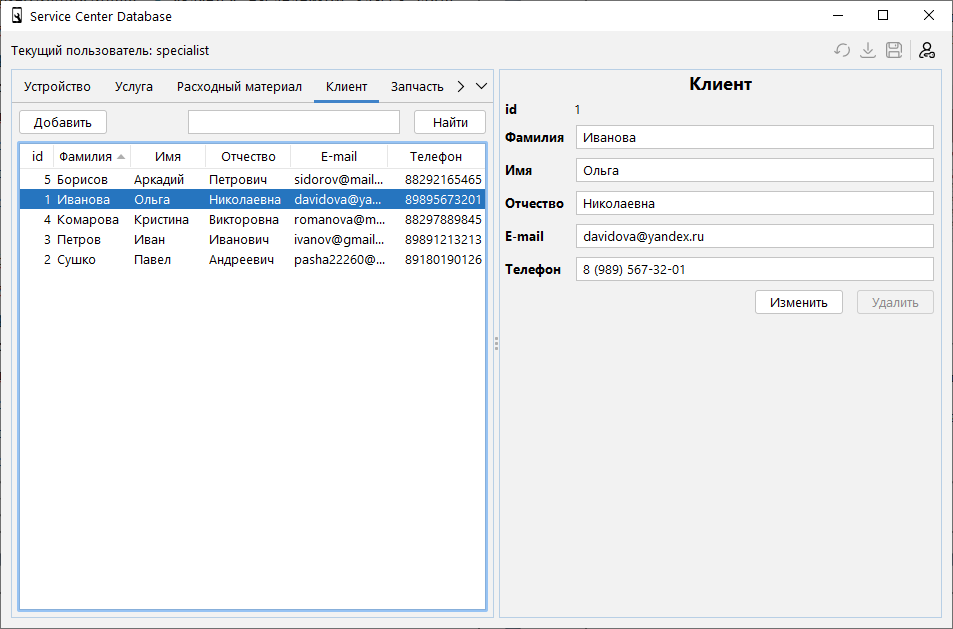 Service Center Database
Текущий пользователь: specialist
Устройство Услуга Расходный материал Клиент Запчасть
Добавить Найти
id Фамилия Имя Отчество E-mail Телефон
5 Борисов Аркадий Петрович sidorov@mail... 88292165465
1 Иванова Ольга Николаевна davidova@ya... 89895673201
4 Комарова Кристина Викторовна romanova@m... 88297889845
3 Петров Иван Иванович ivanov@gmail... 89891213213
2 Сушко Павел Андреевич pasha22260@... 89180190126
Клиент
id 1
Фамилия Иванова
Имя Ольга
Отчество Николаевна
E-mail davidova@yandex.ru
Телефон 8 (989) 567-32-01
Изменить Удалить